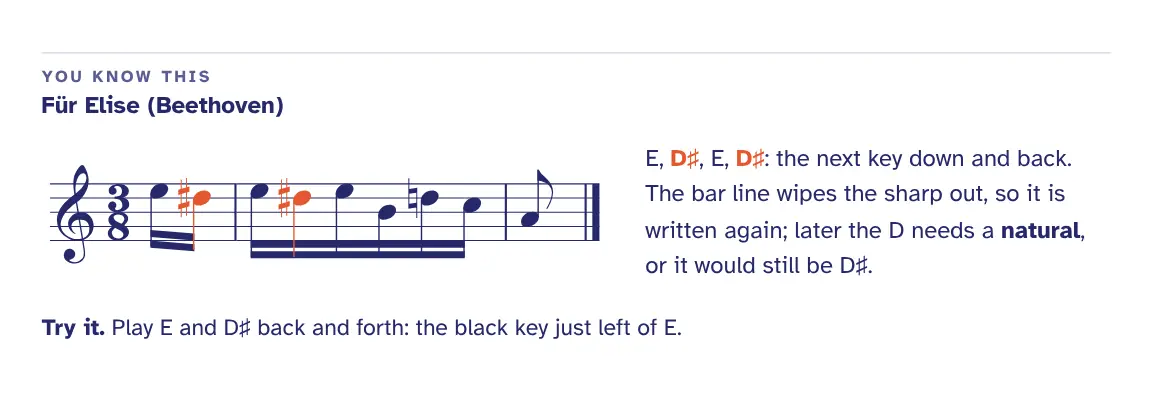 YOU KNOW THIS
Für Elise (Beethoven)
3
8
E, D♯, E, D♯: the next key down and back.
The bar line wipes the sharp out, so it is
written again; later the D needs a natural,
or it would still be D♯.
Try it. Play E and D♯ back and forth: the black key just left of E.